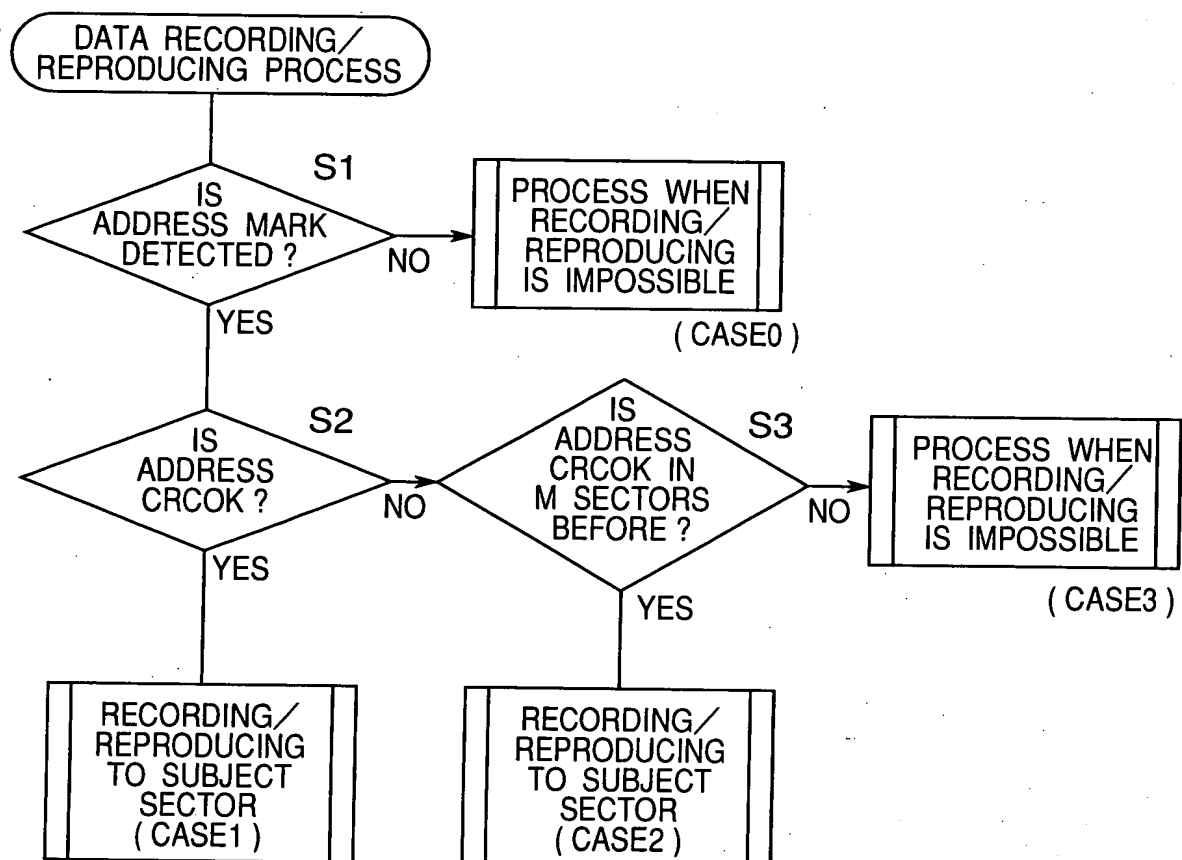 DATA RECORDING/
REPRODUCING PROCESS
S1
IS
ADDRESS MARK
DETECTED?
NO
YES
PROCESS WHEN
RECORDING/
REPRODUCING
IS IMPOSSIBLE
(CASE0)
S2
IS
ADDRESS
CRCOK?
NO
YES
S3
IS
ADDRESS
CRCOK IN
M SECTORS
BEFORE?
NO
YES
PROCESS WHEN
RECORDING/
REPRODUCING
IS IMPOSSIBLE
(CASE3)
RECORDING/
REPRODUCING
TO SUBJECT
SECTOR
(CASE1)
RECORDING/
REPRODUCING
TO SUBJECT
SECTOR
(CASE2)